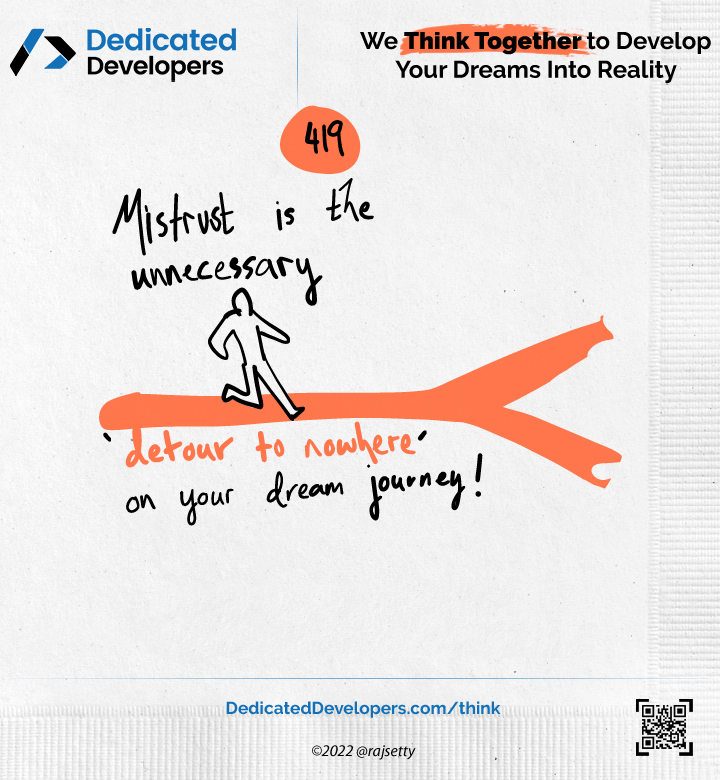 Dedicated
Developers
We Think Together to Develop
Your Dreams Into Reality
419
Mistrust is the
unnecessary
'detour to nowhere'
on your dream journey!
DedicatedDevelopers.com/think
©2022 @rajsetty